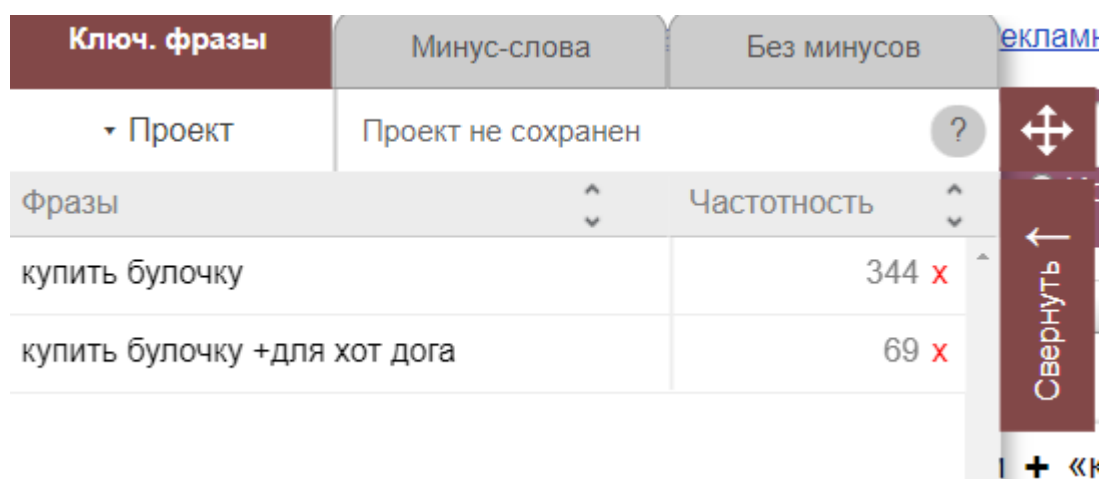 Ключ. фразы Минус-слова Без минусов
Проект Проект не сохранен ?
Фразы Частотность
купить булочку 344 x
купить булочку +для хот дога 69 x
Свернуть ↑
+ «к